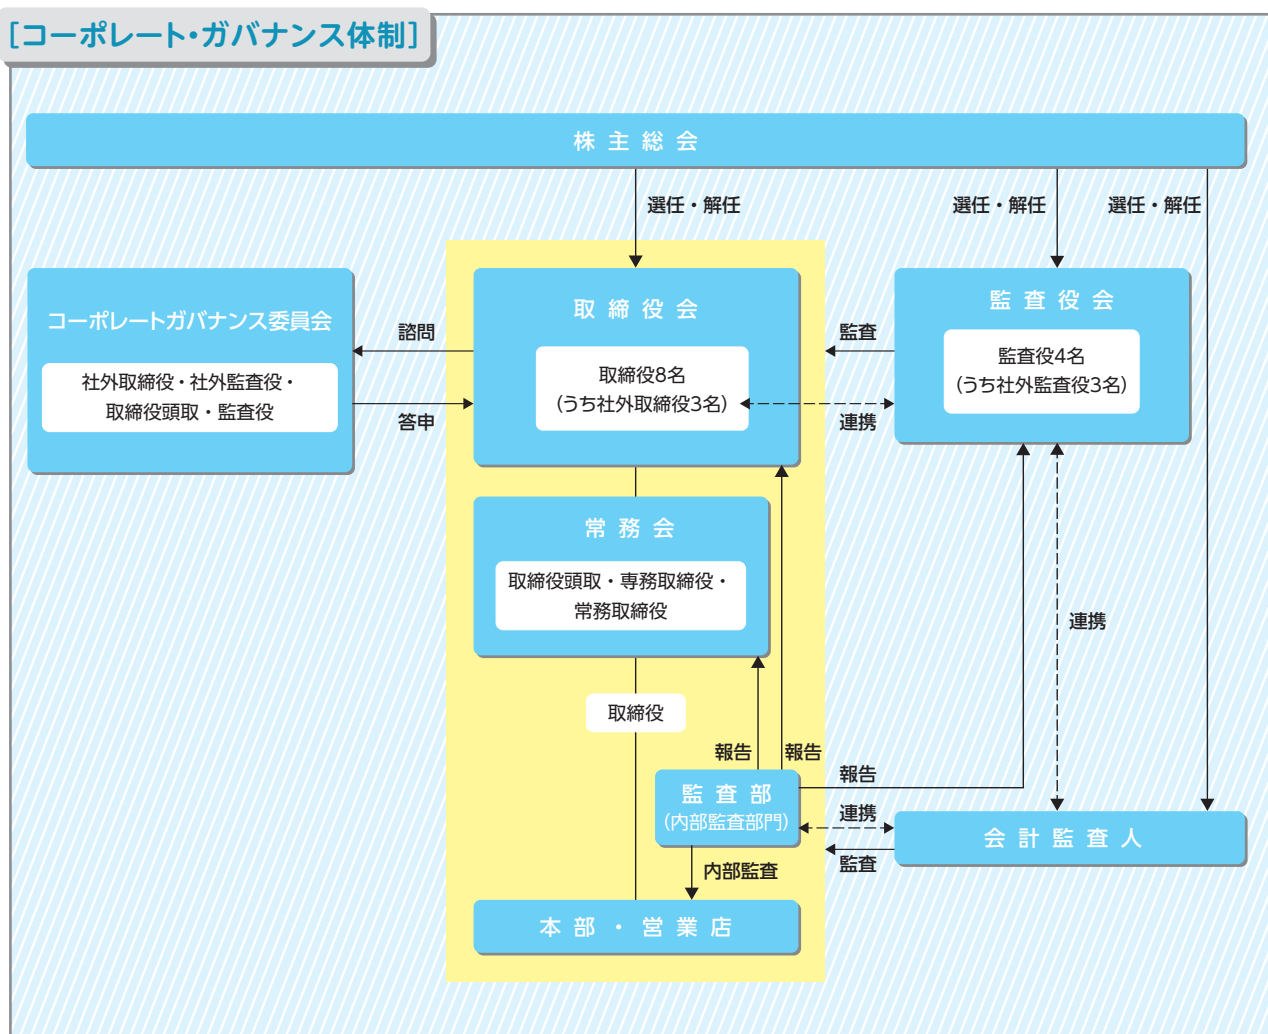 [コーポレート・ガバナンス体制]
株主総会
選任・解任
選任・解任
選任・解任
コーポレートガバナンス委員会
社外取締役・社外監査役・
取締役頭取・監査役
諮問
答申
取締役会
取締役8名
(うち社外取締役3名)
監査
連携
監査役会
監査役4名
(うち社外監査役3名)
常務会
取締役頭取・専務取締役・
常務取締役
連携
取締役
報告
報告
報告
監査部
(内部監査部門)
連携
監査
会計監査人
内部監査
本部・営業店